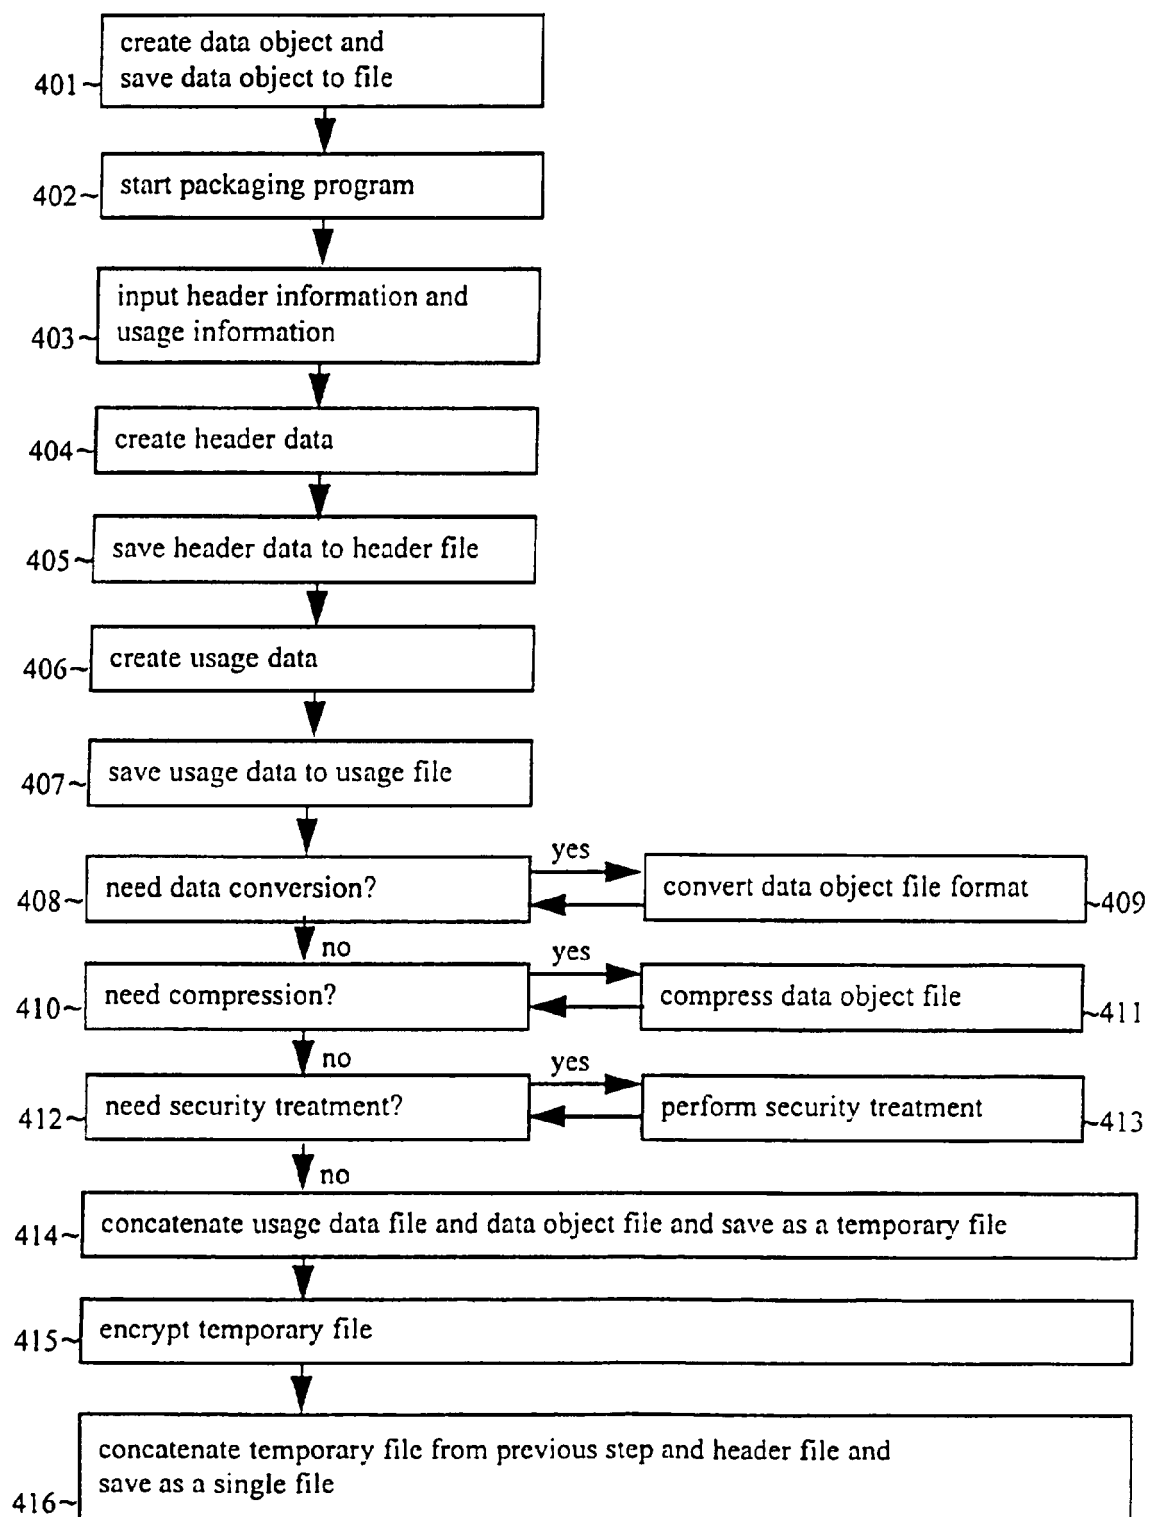 create data object and
save data object to file
401~
start packaging program
402~
input header information and
usage information
403~
create header data
404~
save header data to header file
405~
create usage data
406~
save usage data to usage file
407~
need data conversion?
408~
yes
convert data object file format
~409
no
need compression?
410~
yes
compress data object file
~411
no
need security treatment?
412~
yes
perform security treatment
~413
no
concatenate usage data file and data object file and save as a temporary file
414~
encrypt temporary file
415~
concatenate temporary file from previous step and header file and
save as a single file
416~